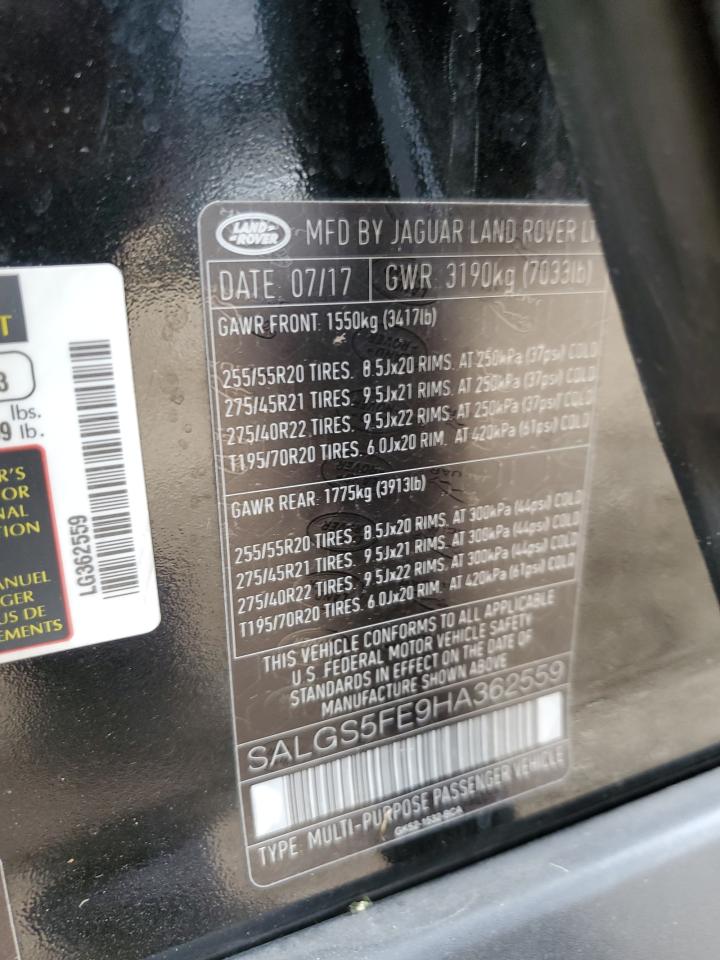 LAND ROVER
MFD BY JAGUAR LAND ROVER
DATE: 07/17 GWR: 3190kg (7033lb)
GAWR FRONT: 1550kg (3417lb)
255/55R20 TIRES. 8.5Jx20 RIMS. AT 250kPa (37psi) COLD
275/45R21 TIRES. 9.5Jx21 RIMS. AT 250kPa (37psi) COLD
275/40R22 TIRES. 9.5Jx22 RIMS. AT 250kPa (37psi) COLD
T195/70R20 TIRES. 6.0Jx20 RIM. AT 420kPa (61psi) COLD
GAWR REAR: 1775kg (3913lb)
255/55R20 TIRES. 8.5Jx20 RIMS. AT 300kPa (44psi) COLD
275/45R21 TIRES. 9.5Jx21 RIMS. AT 300kPa (44psi) COLD
275/40R22 TIRES. 9.5Jx22 RIMS. AT 300kPa (44psi) COLD
T195/70R20 TIRES. 6.0Jx20 RIM. AT 420kPa (61psi) COLD
THIS VEHICLE CONFORMS TO ALL APPLICABLE
U.S. FEDERAL MOTOR VEHICLE SAFETY
STANDARDS IN EFFECT ON THE DATE OF
MANUFACTURE SHOWN ABOVE
SALGS5FE9HA362559
TYPE: MULTI-PURPOSE PASSENGER VEHICLE
GK52-1532-BCA
T
3
lbs.
9 lb.
R'S
OR
NAL
TION
ANUEL
GER
US DE
EMENTS
LG362559